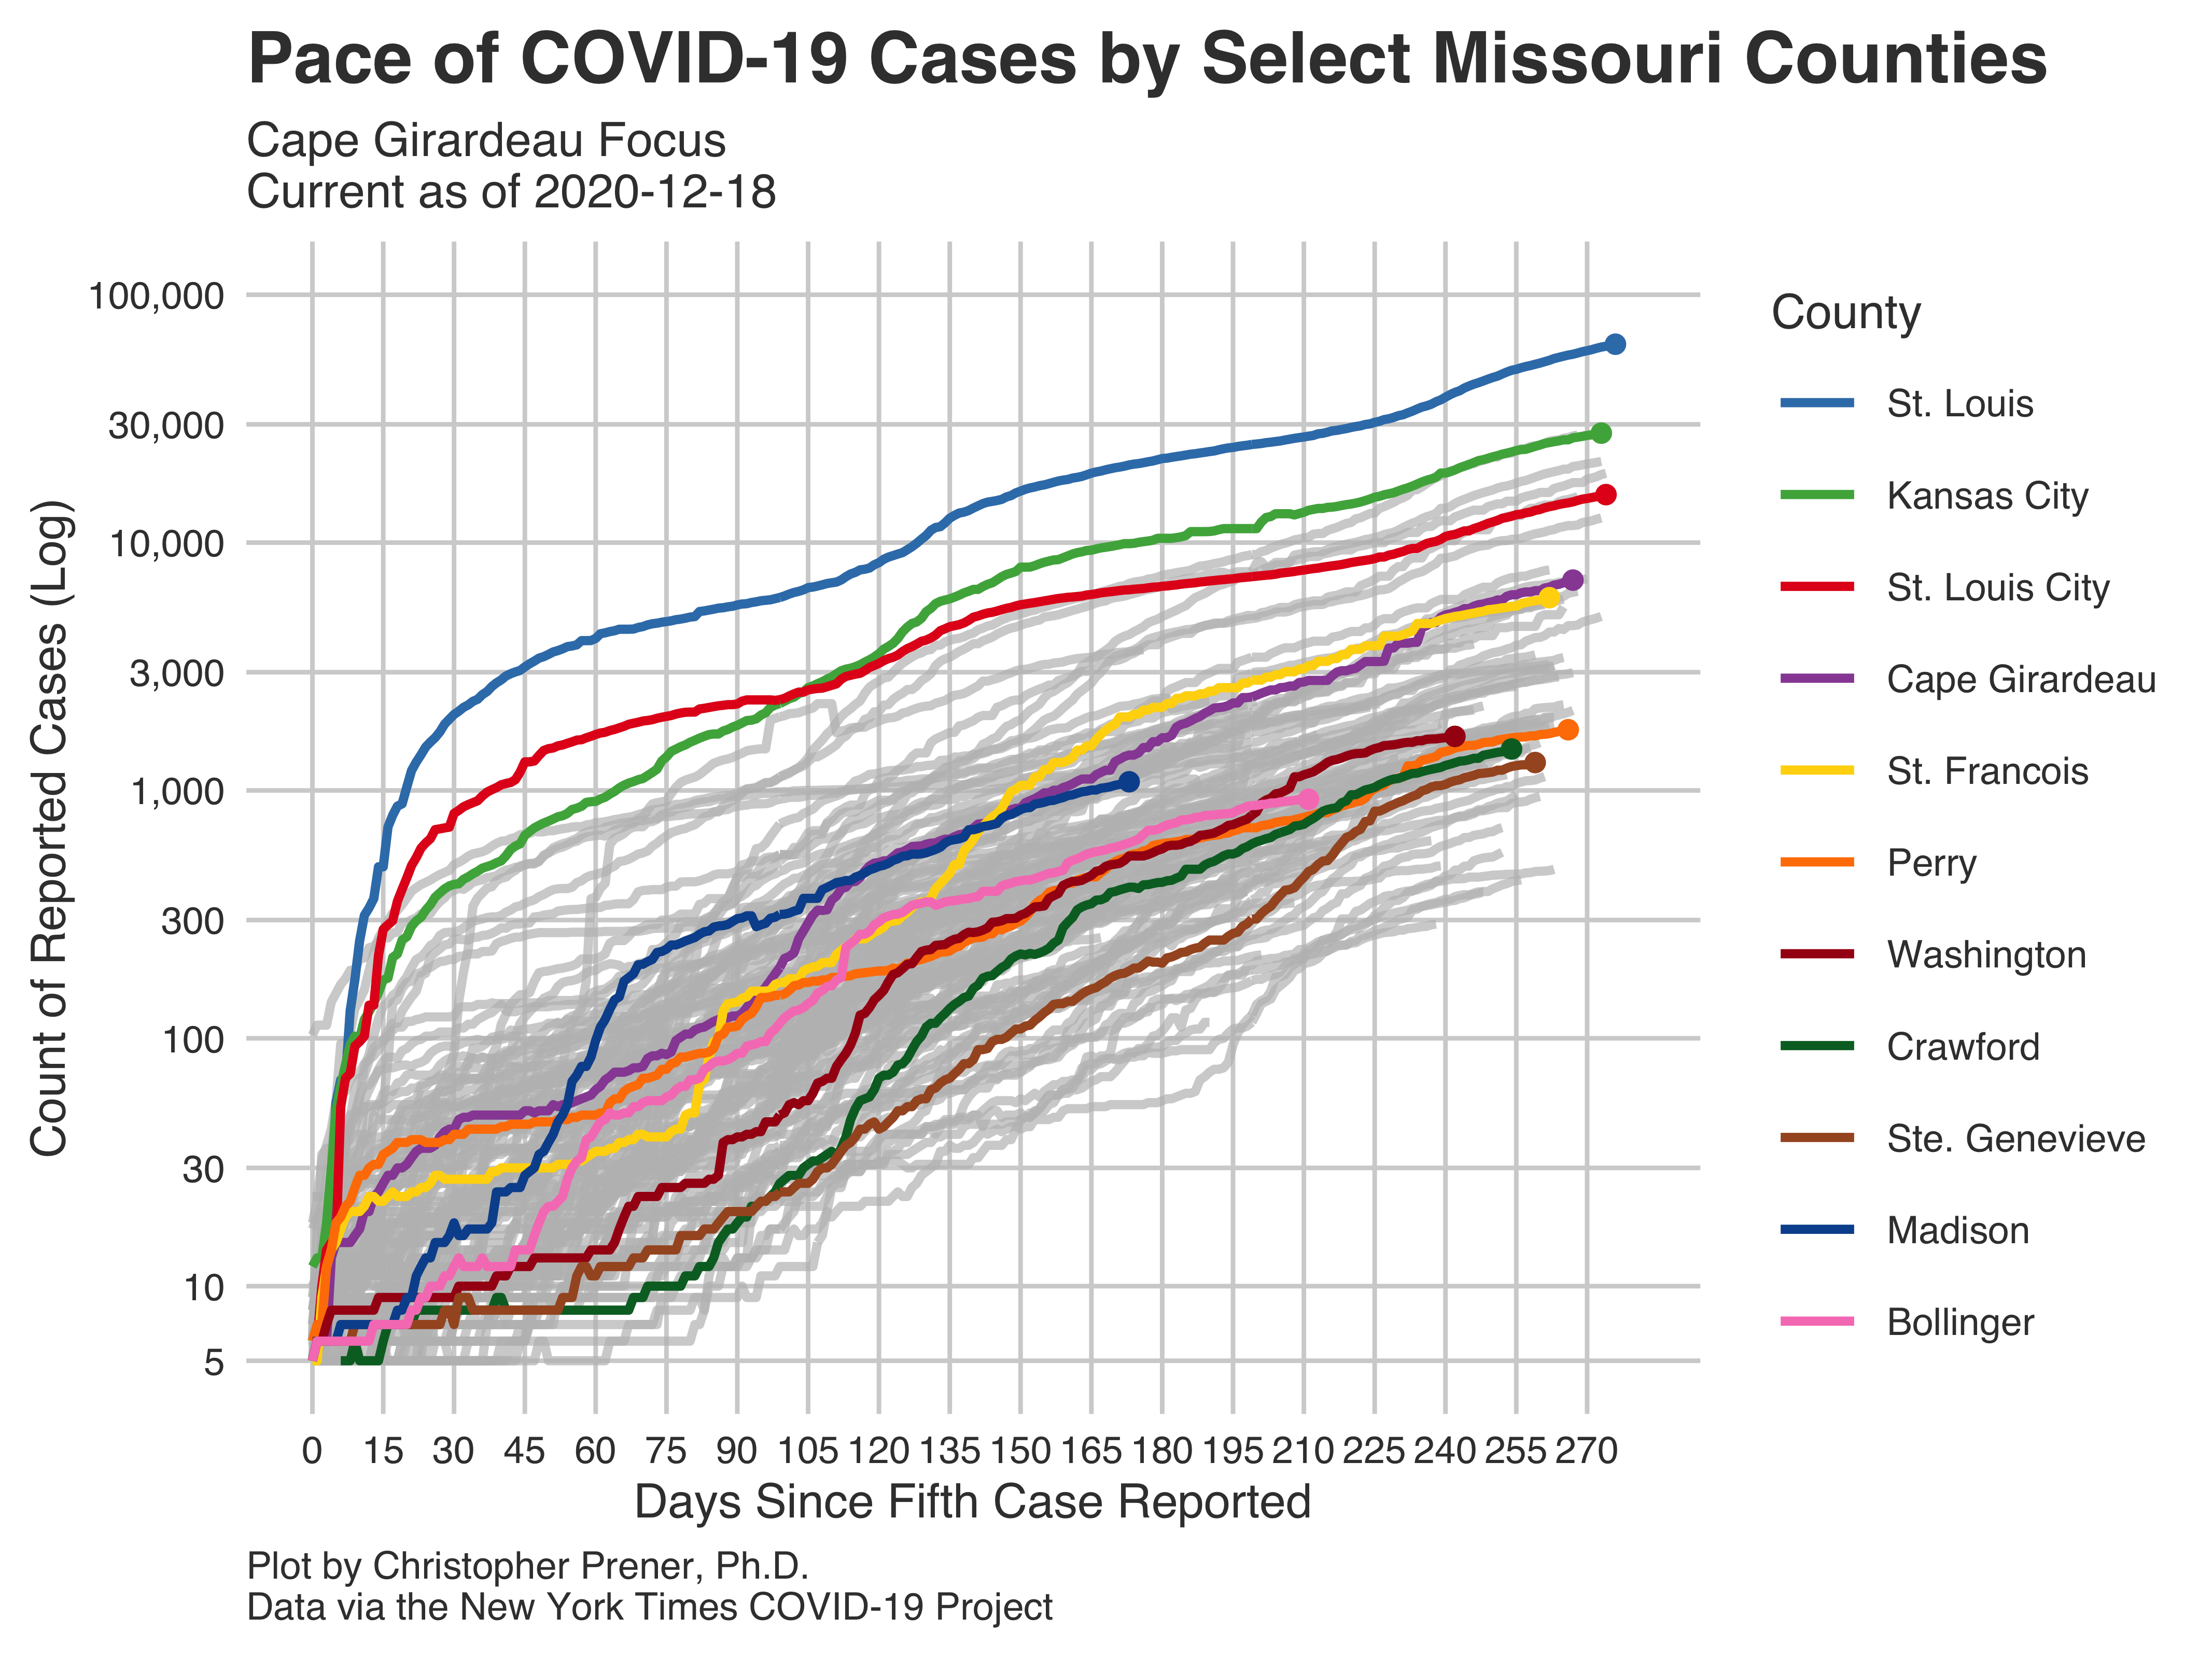 Pace of COVID-19 Cases by Select Missouri Counties
Cape Girardeau Focus
Current as of 2020-12-18
Count of Reported Cases (Log)
100,000
30,000
10,000
3,000
1,000
300
100
30
10
5
0 15 30 45 60 75 90 105 120 135 150 165 180 195 210 225 240 255 270
Days Since Fifth Case Reported
County
St. Louis
Kansas City
St. Louis City
Cape Girardeau
St. Francois
Perry
Washington
Crawford
Ste. Genevieve
Madison
Bollinger
Plot by Christopher Prener, Ph.D.
Data via the New York Times COVID-19 Project